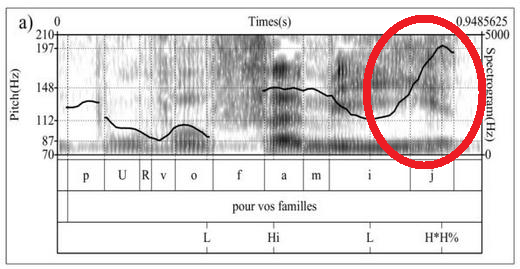 a) 0 Times(s) 0.9485625
210 5000
197
148
112
87
70 0
Pitch(Hz)
Spectrogram(Hz)
p U R v o f a m i j
pour vos familles
L Hi L H*H%